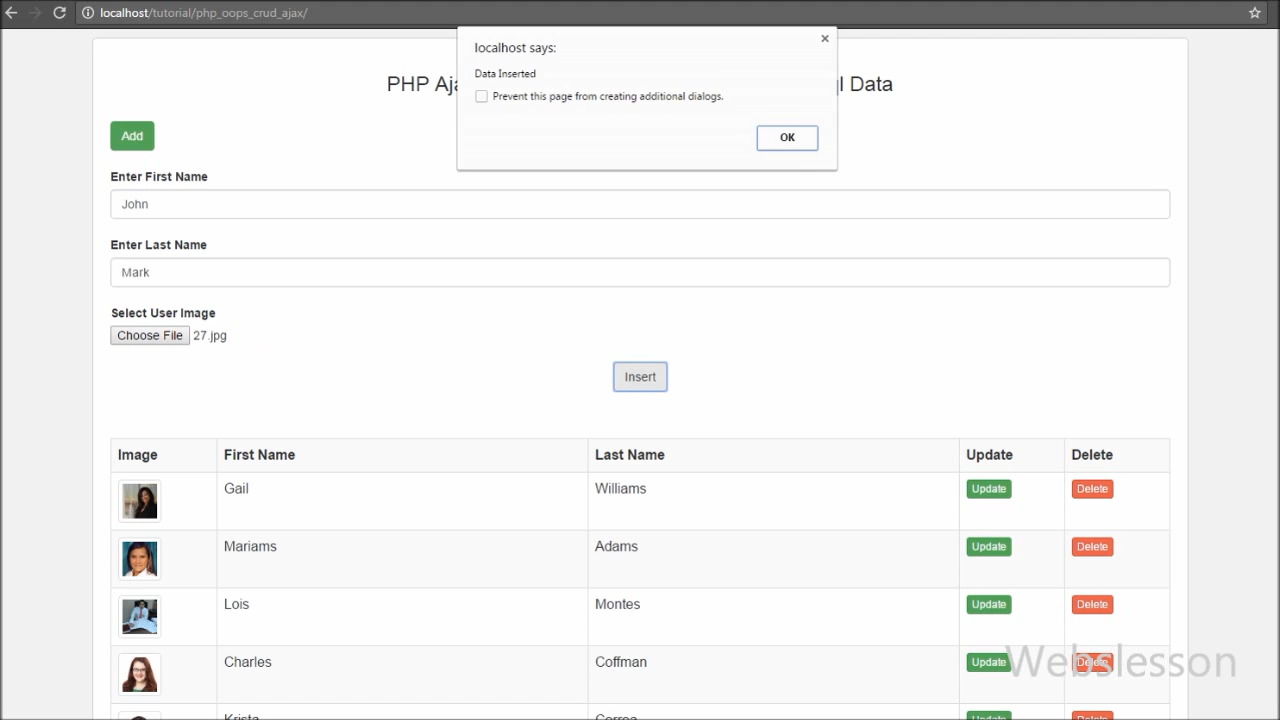 localhost/tutorial/php_oops_crud_ajax/
localhost says:
Data Inserted
Prevent this page from creating additional dialogs.
OK
PHP
Data
Add
Enter First Name
John
Enter Last Name
Mark
Select User Image
Choose File 27.jpg
Insert
Image First Name Last Name Update Delete
Gail Williams Update Delete
Mariams Adams Update Delete
Lois Montes Update Delete
Charles Coffman Update Delete
Webslesson
Krista Correa Update Delete